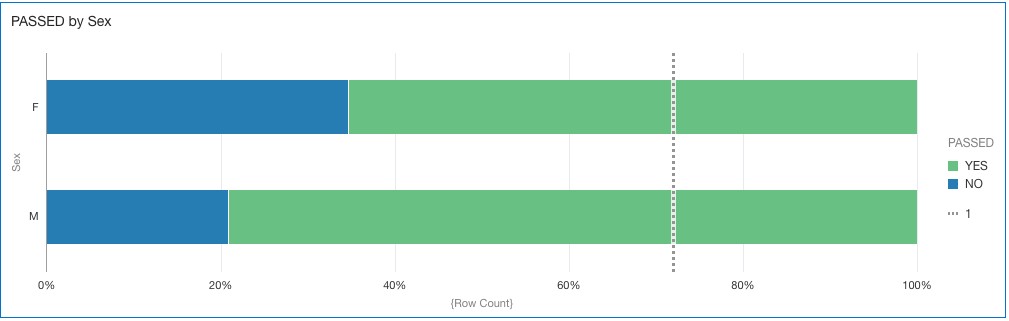 PASSED by Sex
F
M
Sex
0%
20%
40%
60%
80%
100%
{Row Count}
PASSED
YES
NO
1